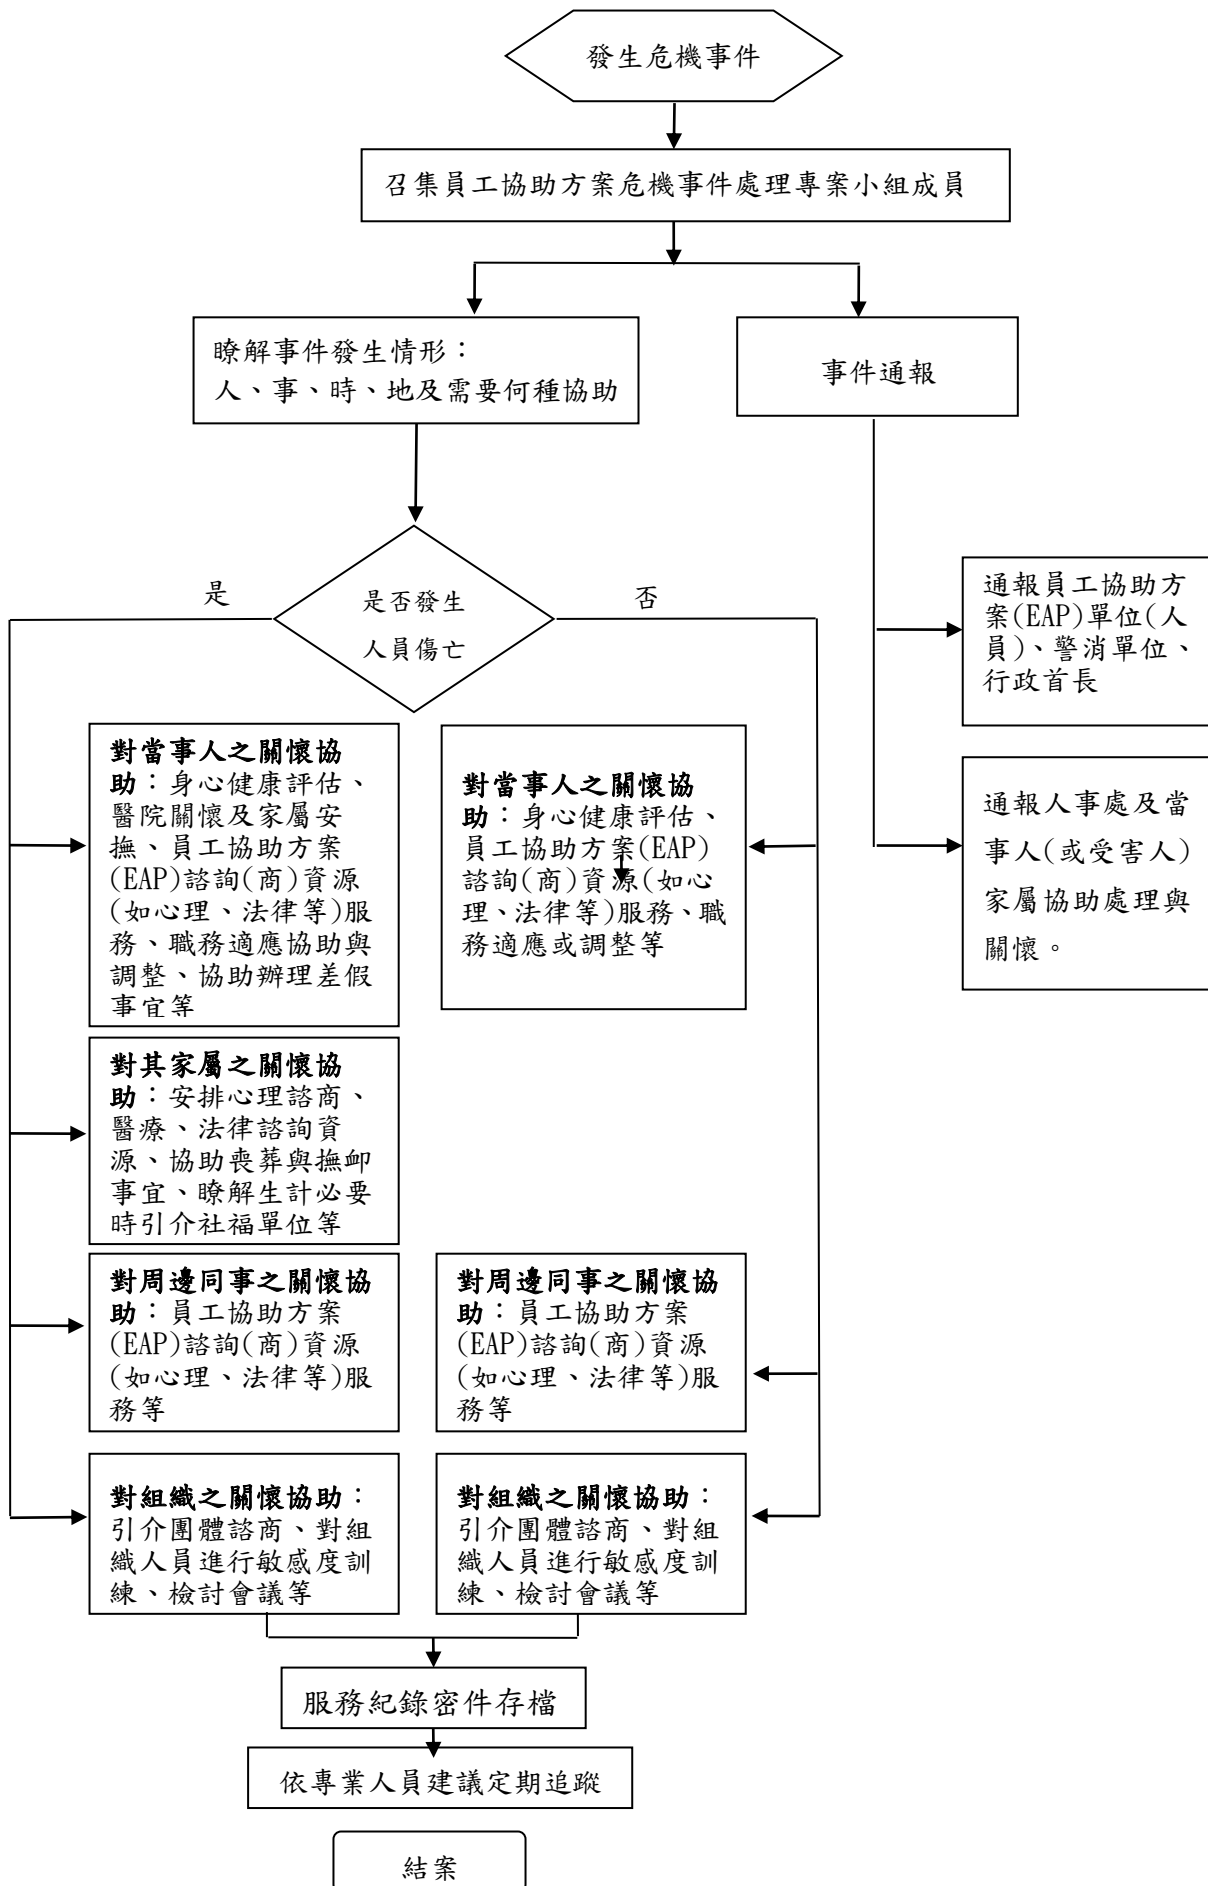 發生危機事件
召集員工協助方案危機事件處理專案小組成員
瞭解事件發生情形：
人、事、時、地及需要何種協助
事件通報
是
是否發生
人員傷亡
否
通報員工協助方
案(EAP)單位(人
員)、警消單位、
行政首長
通報人事處及當
事人(或受害人)
家屬協助處理與
關懷。
對當事人之關懷協
助：身心健康評估、
醫院關懷及家屬安
撫、員工協助方案
(EAP)諮詢(商)資源
(如心理、法律等)服
務、職務適應協助與
調整、協助辦理差假
事宜等
對當事人之關懷協
助：身心健康評估、
員工協助方案(EAP)
諮詢(商)資源(如心
理、法律等)服務、職
務適應或調整等
對其家屬之關懷協
助：安排心理諮商、
醫療、法律諮詢資
源、協助喪葬與撫卹
事宜、瞭解生計必要
時引介社福單位等
對周邊同事之關懷協
助：員工協助方案
(EAP)諮詢(商)資源
(如心理、法律等)服
務等
對周邊同事之關懷協
助：員工協助方案
(EAP)諮詢(商)資源
(如心理、法律等)服
務等
對組織之關懷協助：
引介團體諮商、對組
織人員進行敏感度訓
練、檢討會議等
對組織之關懷協助：
引介團體諮商、對組
織人員進行敏感度訓
練、檢討會議等
服務紀錄密件存檔
依專業人員建議定期追蹤
結案